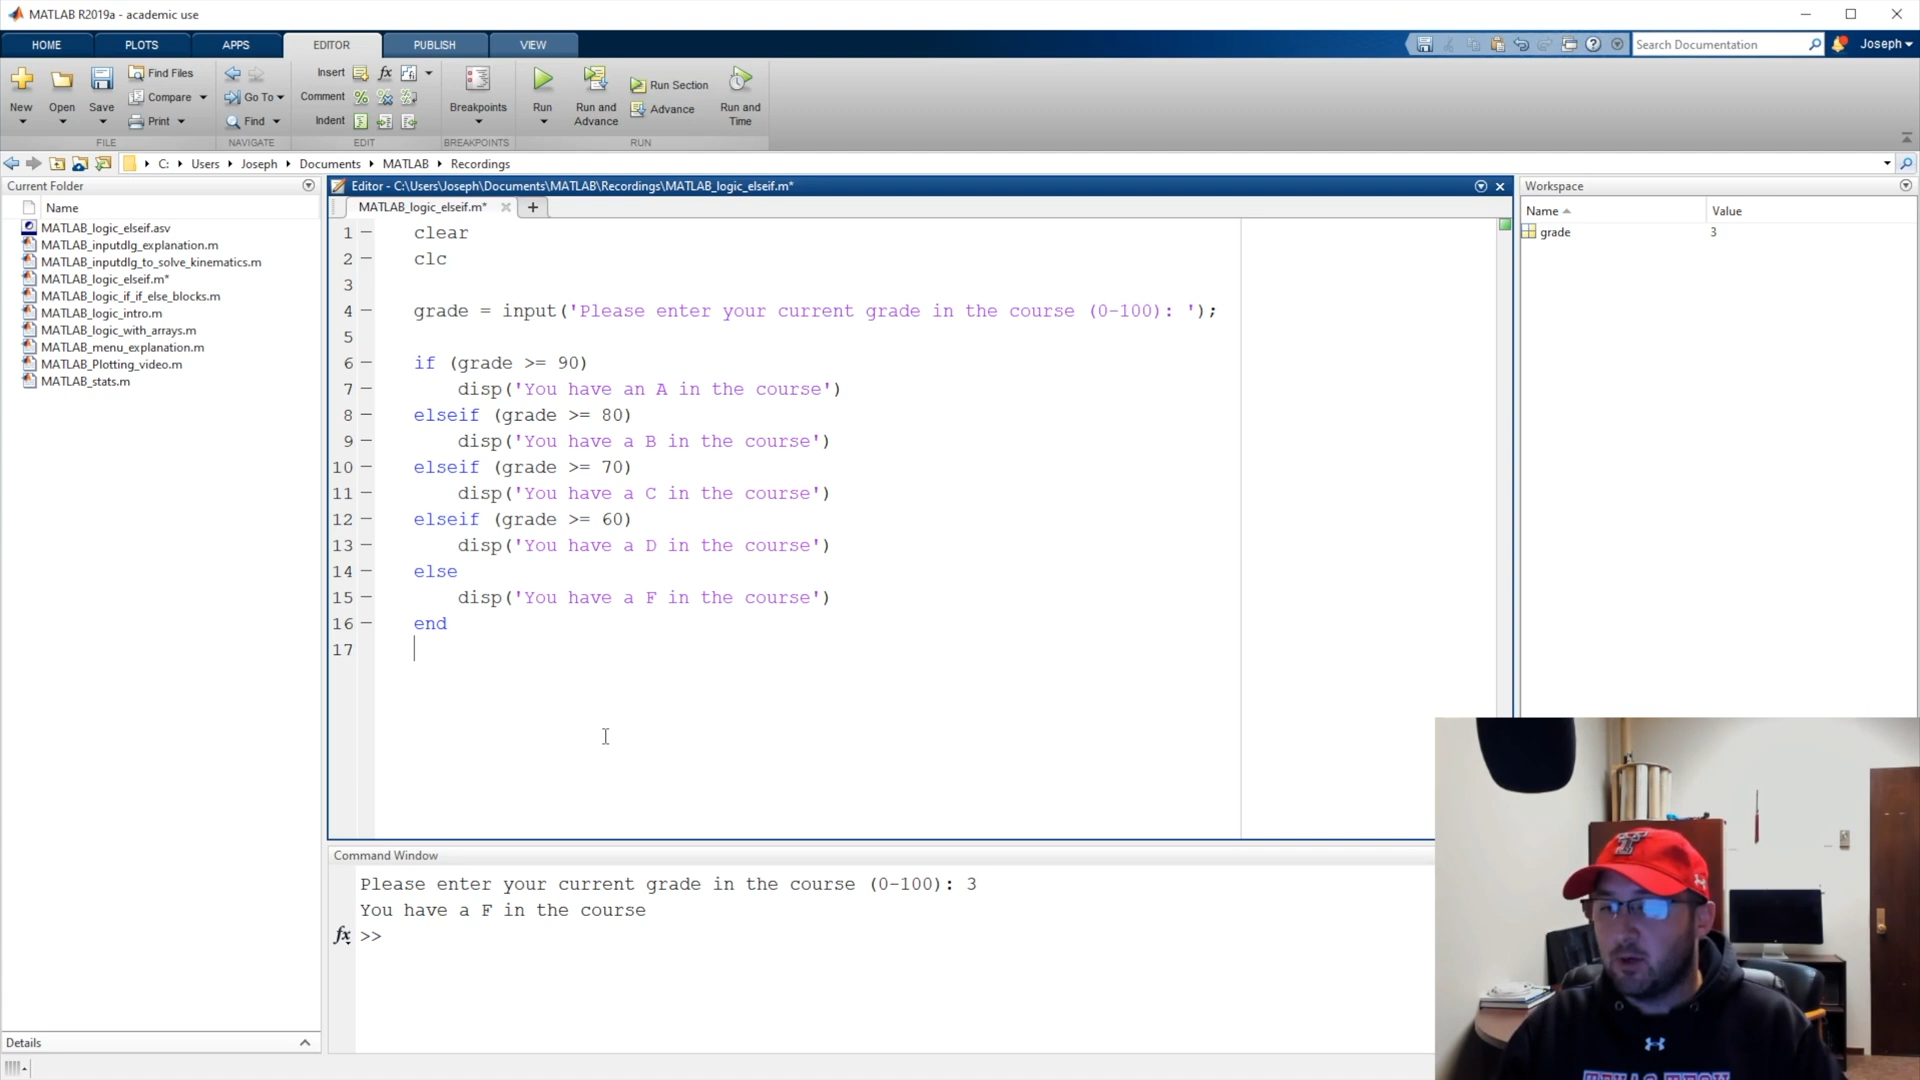 MATLAB R2019a - academic use
HOME PLOTS APPS EDITOR PUBLISH VIEW
Search Documentation
Joseph
New
Open
Save
Find Files
Compare
Print
FILE
Go To
Find
NAVIGATE
Insert fx
Comment
Indent
EDIT
Breakpoints
BREAKPOINTS
Run
Run and Advance
Run Section
Advance
Run and Time
RUN
C: Users Joseph Documents MATLAB Recordings
Current Folder
Name
MATLAB_logic_elseif.asv
MATLAB_inputdlg_explanation.m
MATLAB_inputdlg_to_solve_kinematics.m
MATLAB_logic_elseif.m*
MATLAB_logic_if_if_else_blocks.m
MATLAB_logic_intro.m
MATLAB_logic_with_arrays.m
MATLAB_menu_explanation.m
MATLAB_Plotting_video.m
MATLAB_stats.m
Details
Editor - C:\Users\Joseph\Documents\MATLAB\Recordings\MATLAB_logic_elseif.m*
MATLAB_logic_elseif.m*
1 clear
2 clc
3
4 grade = input('Please enter your current grade in the course (0-100): ');
5
6 if (grade >= 90)
7 disp('You have an A in the course')
8 elseif (grade >= 80)
9 disp('You have a B in the course')
10 elseif (grade >= 70)
11 disp('You have a C in the course')
12 elseif (grade >= 60)
13 disp('You have a D in the course')
14 else
15 disp('You have a F in the course')
16 end
17
Command Window
Please enter your current grade in the course (0-100): 3
You have a F in the course
fx >>
Workspace
Name Value
grade 3